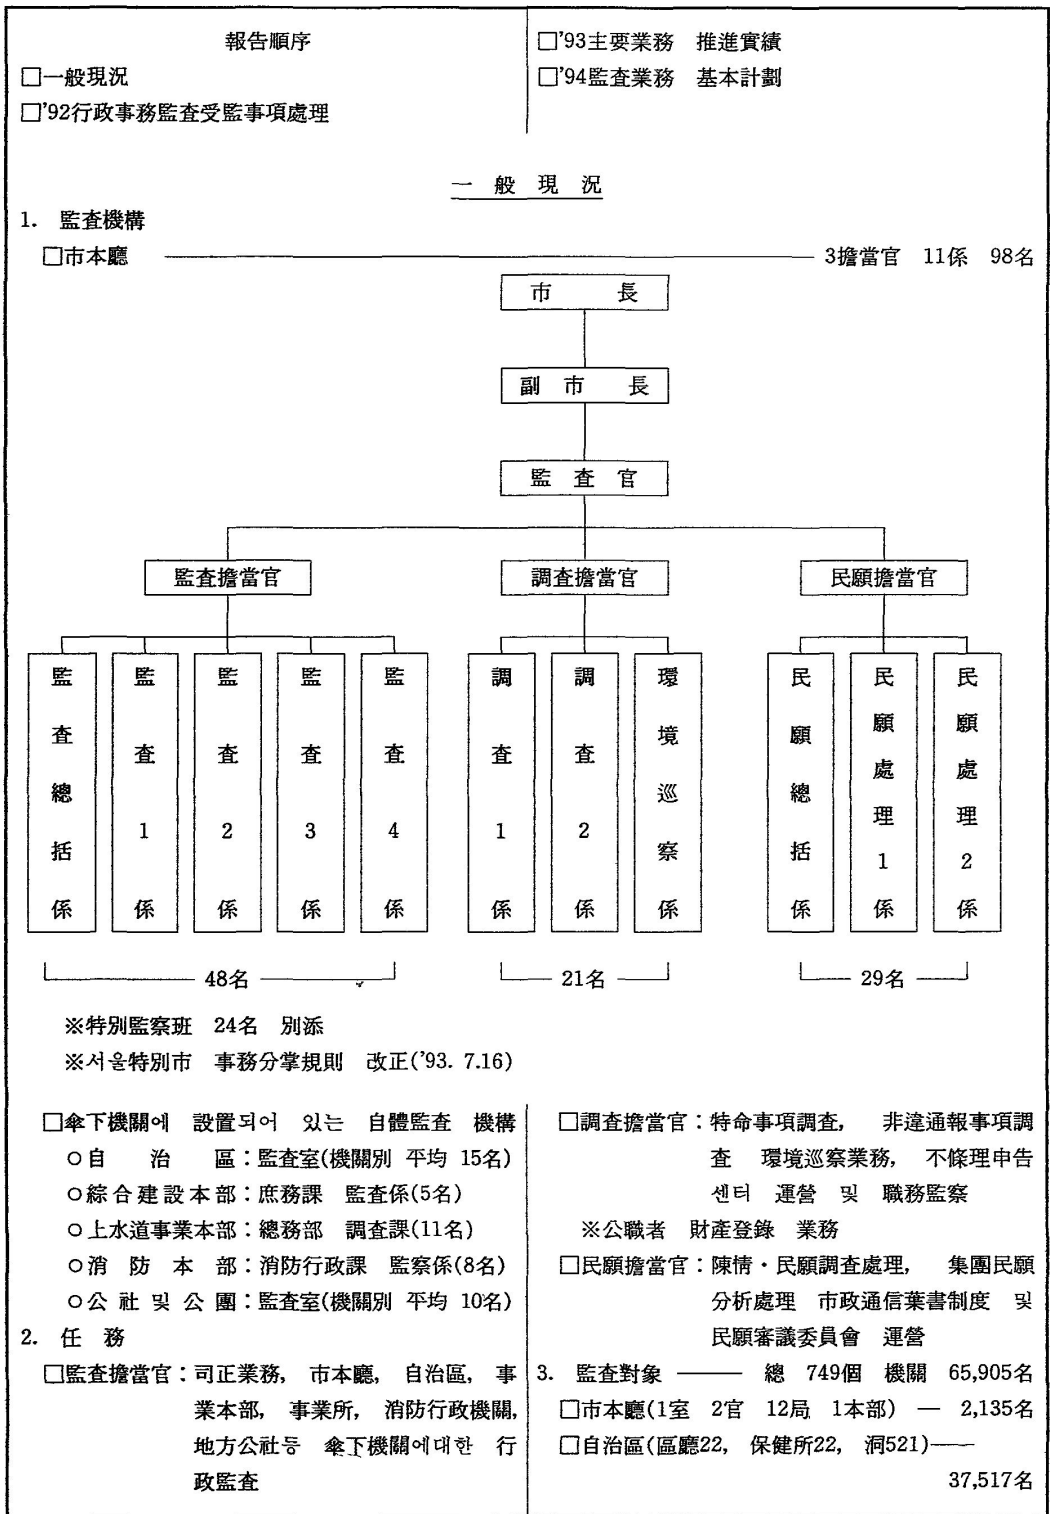 報告順序
□一般現況
□'92行政事務監査受監事項處理
□'93主要業務 推進實績
□'94監査業務 基本計劃
一般現況
1. 監査機構
□市本廳 ─── 3擔當官 11係 98名
市長
副市長
監査官
監査擔當官 調査擔當官 民願擔當官
監査總括係
監査1係
監査2係
監査3係
監査4係
調査1係
調査2係
環境巡察係
民願總括係
民願處理1係
民願處理2係
48名 21名 29名
※特別監察班 24名 別添
※서울特別市 事務分掌規則 改正('93. 7.16)
□傘下機關에 設置되어 있는 自體監査 機構
○自治區:監査室(機關別 平均 15名)
○綜合建設本部:庶務課 監査係(5名)
○上水道事業本部:總務部 調査課(11名)
○消防本部:消防行政課 監察係(8名)
○公社 및 公團:監査室(機關別 平均 10名)
2. 任務
□監査擔當官:司正業務, 市本廳, 自治區, 事
業本部, 事業所, 消防行政機關,
地方公社등 傘下機關에대한 行
政監査
□調査擔當官:特命事項調査, 非違通報事項調
査 環境巡察業務, 不條理申告
센터 運營 및 職務監察
※公職者 財產登錄 業務
□民願擔當官:陳情・民願調査處理, 集團民願
分析處理 市政通信葉書制度 및
民願審議委員會 運營
3. 監査對象 ─── 總 749個 機關 65,905名
□市本廳(1室 2官 12局 1本部) ─ 2,135名
□自治區(區廳22, 保健所22, 洞521)───
37,517名